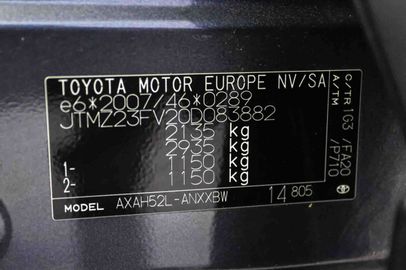 TOYOTA MOTOR EUROPE NV/SA
e6*2007/46*0289
JTMZ23FV20D083882
2135 kg
2935 kg
1- 1150 kg
2- 1150 kg
MODEL AXAH52L-ANXXBW 14 805
C/TR 1G3 /FA20
A/TM /P710